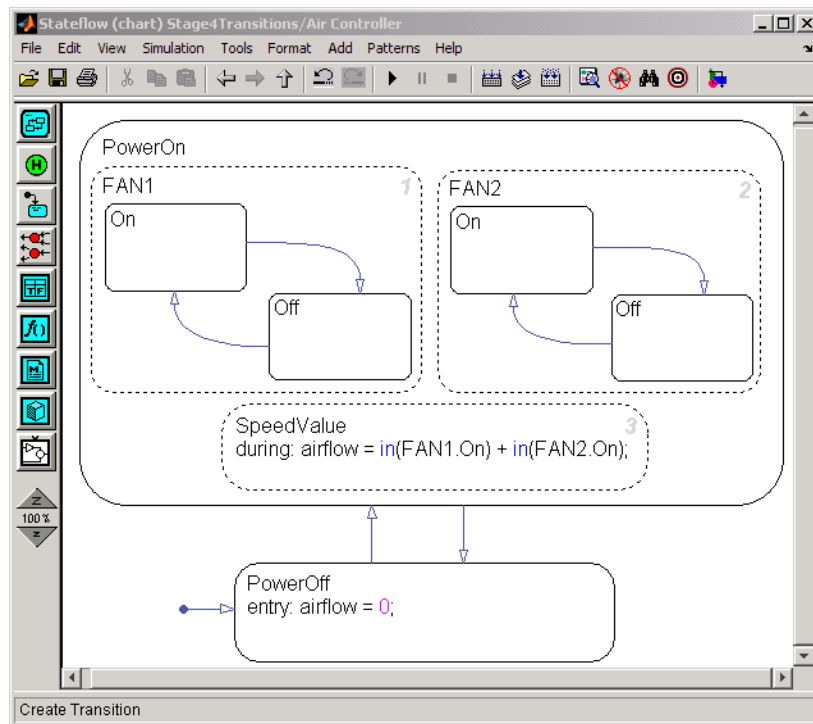 Stateflow (chart) Stage4Transitions/Air Controller
File Edit View Simulation Tools Format Add Patterns Help
PowerOn
FAN1 1
FAN2 2
On
On
Off
Off
SpeedValue 3
during: airflow = in(FAN1.On) + in(FAN2.On);
PowerOff
entry: airflow = 0;
H
TF
f()
M
Z
100 %
z
Create Transition